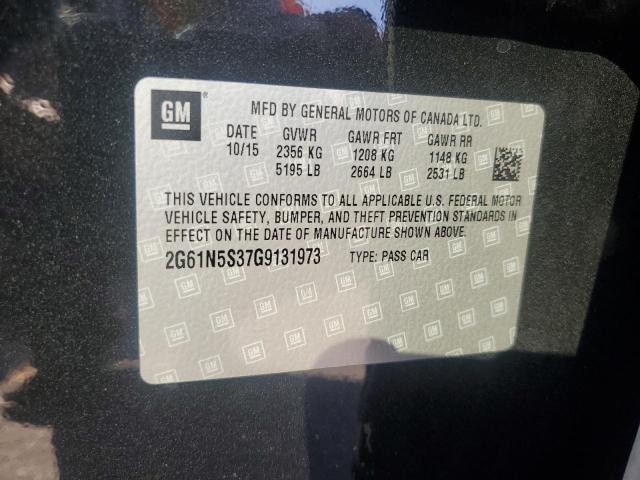 GM ®
MFD BY GENERAL MOTORS OF CANADA LTD.
DATE GVWR GAWR FRT GAWR RR
10/15 2356 KG 1208 KG 1148 KG
5195 LB 2664 LB 2531 LB
THIS VEHICLE CONFORMS TO ALL APPLICABLE U.S. FEDERAL MOTOR
VEHICLE SAFETY, BUMPER, AND THEFT PREVENTION STANDARDS IN
EFFECT ON THE DATE OF MANUFACTURE SHOWN ABOVE.
2G61N5S37G9131973 TYPE: PASS CAR